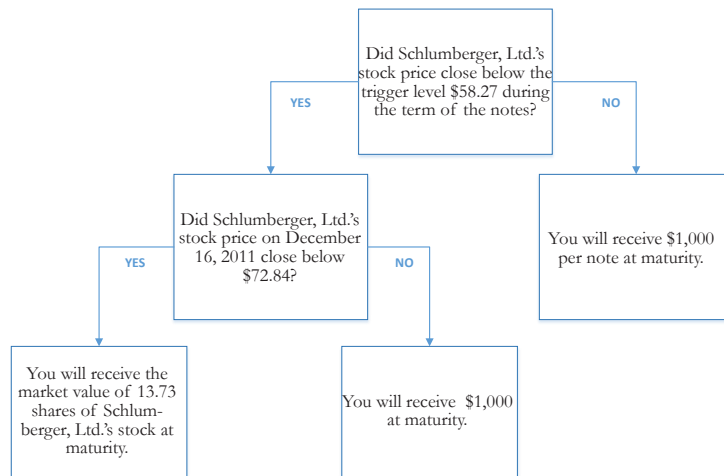 Did Schlumberger, Ltd.'s
stock price close below the
trigger level $58.27 during
the term of the notes?
YES
NO
Did Schlumberger, Ltd.'s
stock price on December
16, 2011 close below
$72.84?
You will receive $1,000
per note at maturity.
YES
NO
You will receive the
market value of 13.73
shares of Schlum-
berger, Ltd.'s stock at
maturity.
You will receive  $1,000
at maturity.